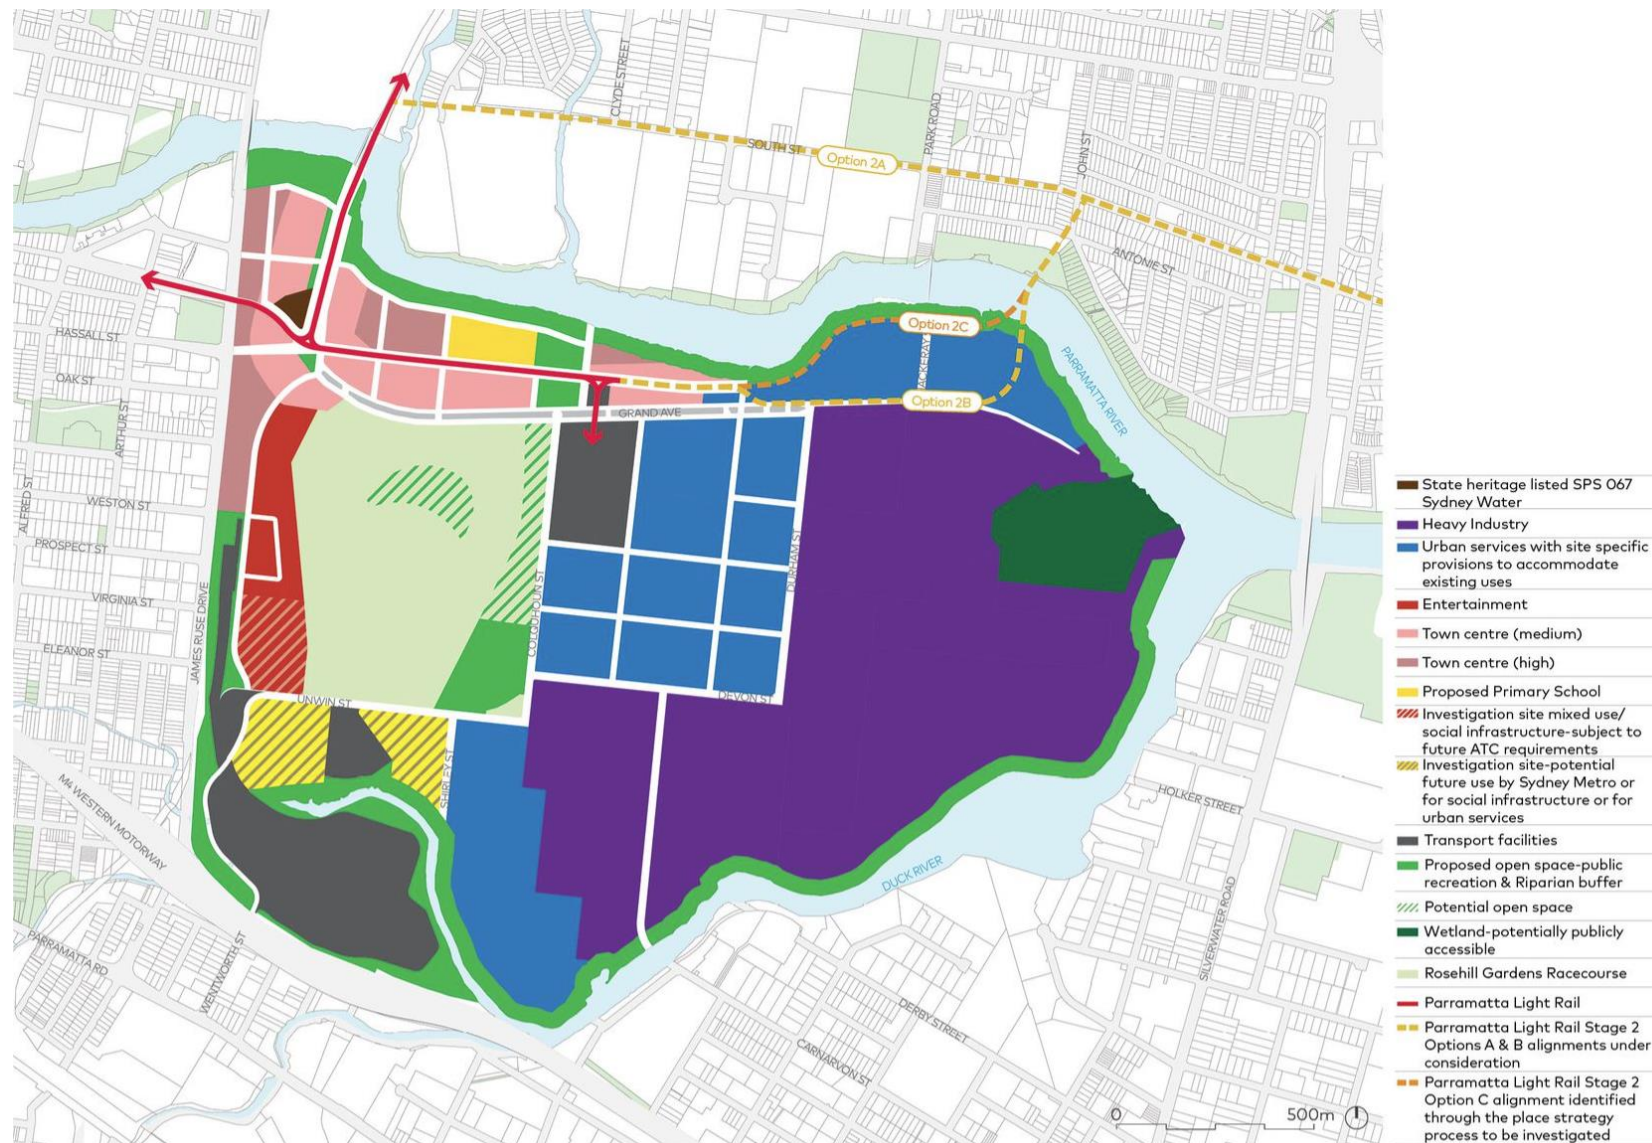 CLYDE STREET
PARK ROAD
SOUTH ST
Option 2A
JOHN ST
ANTONIE ST
HASSALL ST
OAK ST
ARTHUR ST
ALFRED ST
WESTON ST
PROSPECT ST
VIRGINIA ST
ELEANOR ST
JAMES RUSE DRIVE
Option 2C
ACKERAY
Option 2B
GRAND AVE
PARRAMATTA RIVER
COLQUHOUN ST
DURHAM ST
DEVON ST
UNWIN ST
SHIRLEY ST
M4 WESTERN MOTORWAY
PARRAMATTA RD
WENTWORTH ST
DUCK RIVER
HOLKER STREET
SILVERWATER ROAD
DERBY STREET
CARNARVON ST
0 500m
State heritage listed SPS 067
Sydney Water
Heavy Industry
Urban services with site specific
provisions to accommodate
existing uses
Entertainment
Town centre (medium)
Town centre (high)
Proposed Primary School
Investigation site mixed use/
social infrastructure-subject to
future ATC requirements
Investigation site-potential
future use by Sydney Metro or
for social infrastructure or for
urban services
Transport facilities
Proposed open space-public
recreation & Riparian buffer
Potential open space
Wetland-potentially publicly
accessible
Rosehill Gardens Racecourse
Parramatta Light Rail
Parramatta Light Rail Stage 2
Options A & B alignments under
consideration
Parramatta Light Rail Stage 2
Option C alignment identified
through the place strategy
process to be investigated